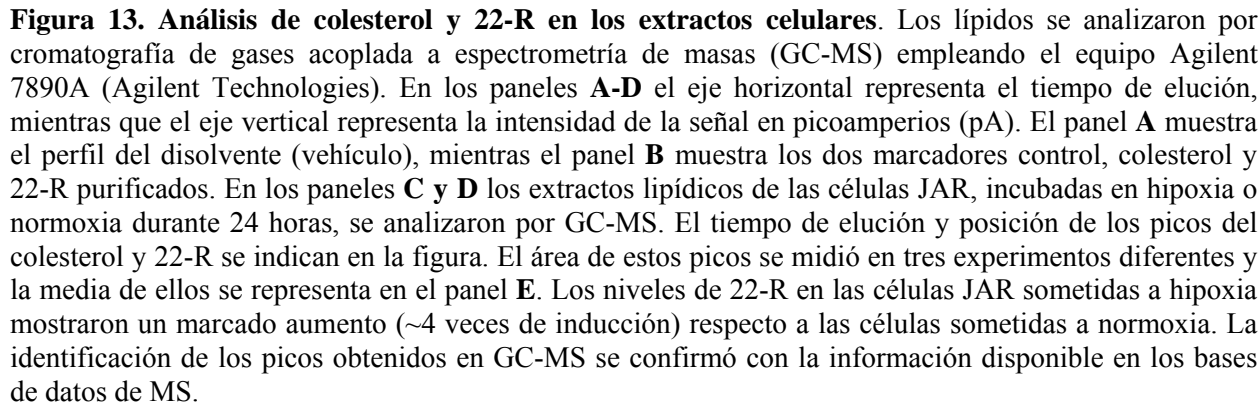 Figura 13. Análisis de colesterol y 22-R en los extractos celulares. Los lípidos se analizaron por
cromatografía de gases acoplada a espectrometría de masas (GC-MS) empleando el equipo Agilent
7890A (Agilent Technologies). En los paneles A-D el eje horizontal representa el tiempo de elución,
mientras que el eje vertical representa la intensidad de la señal en picoamperios (pA). El panel A muestra
el perfil del disolvente (vehículo), mientras el panel B muestra los dos marcadores control, colesterol y
22-R purificados. En los paneles C y D los extractos lipídicos de las células JAR, incubadas en hipoxia o
normoxia durante 24 horas, se analizaron por GC-MS. El tiempo de elución y posición de los picos del
colesterol y 22-R se indican en la figura. El área de estos picos se midió en tres experimentos diferentes y
la media de ellos se representa en el panel E. Los niveles de 22-R en las células JAR sometidas a hipoxia
mostraron un marcado aumento (~4 veces de inducción) respecto a las células sometidas a normoxia. La
identificación de los picos obtenidos en GC-MS se confirmó con la información disponible en los bases
de datos de MS.